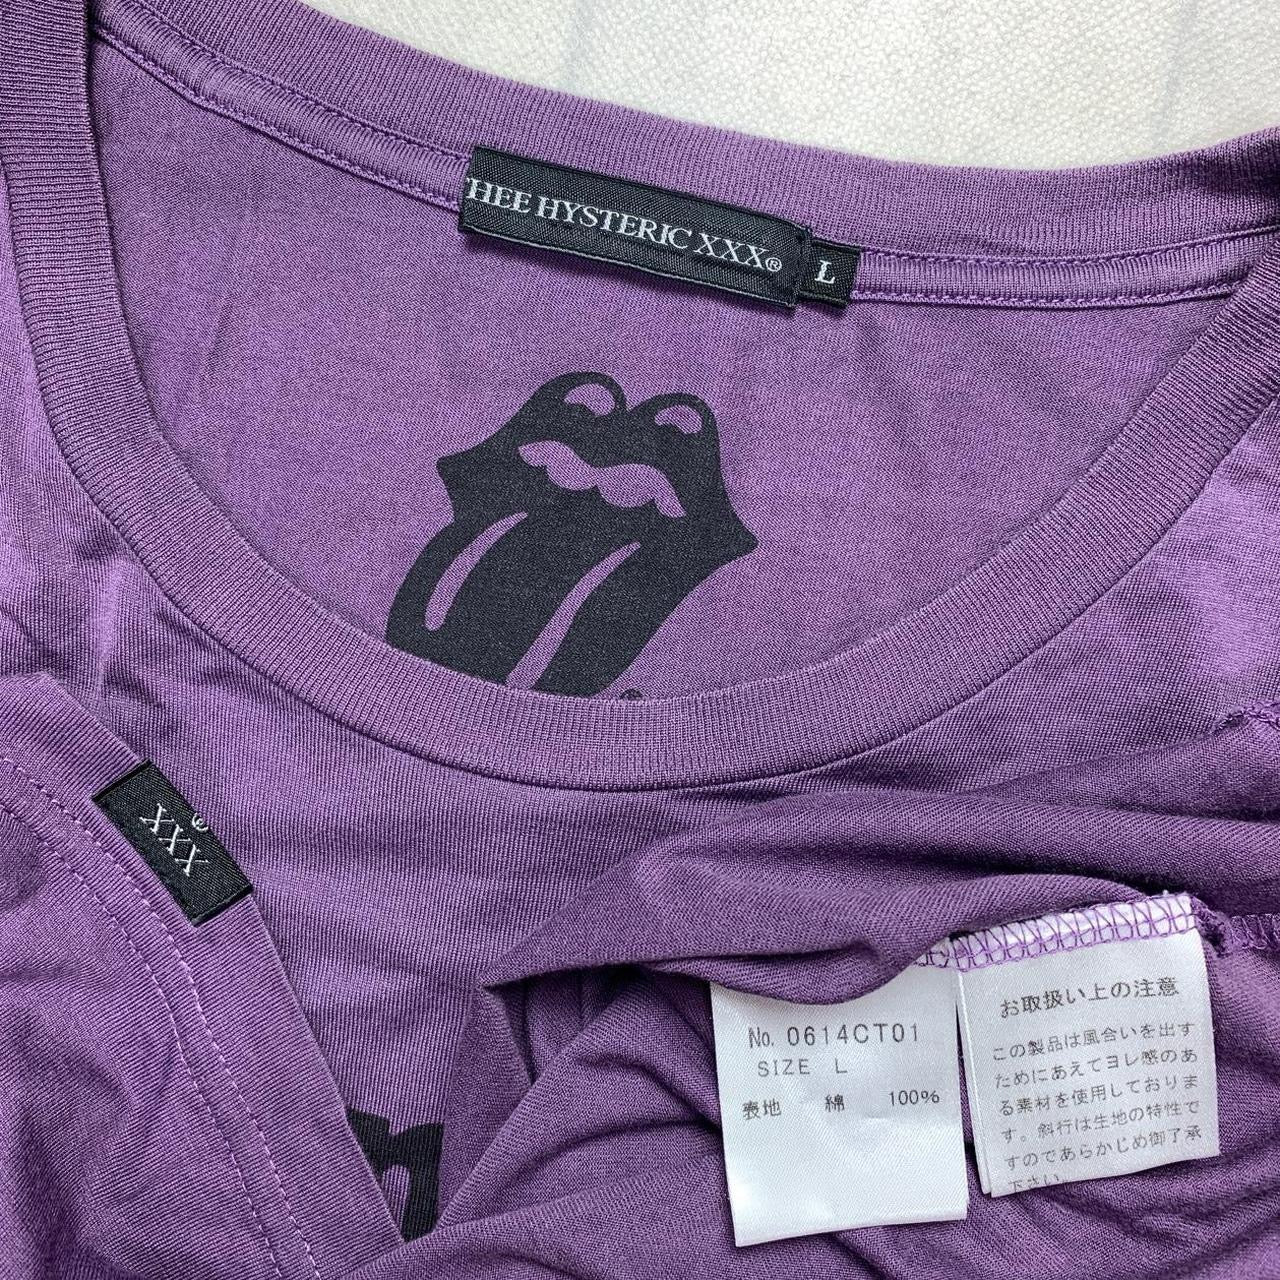 THEE HYSTERIC XXX®
L
®
XXX®
No. 0614CT01
SIZE L
表地 綿 100%
お取扱い上の注意
この製品は風合いを出す
ためにあえてヨレ感のあ
る素材を使用しておりま
す。斜行は生地の特性で
すのであらかじめ御了承
下さい。